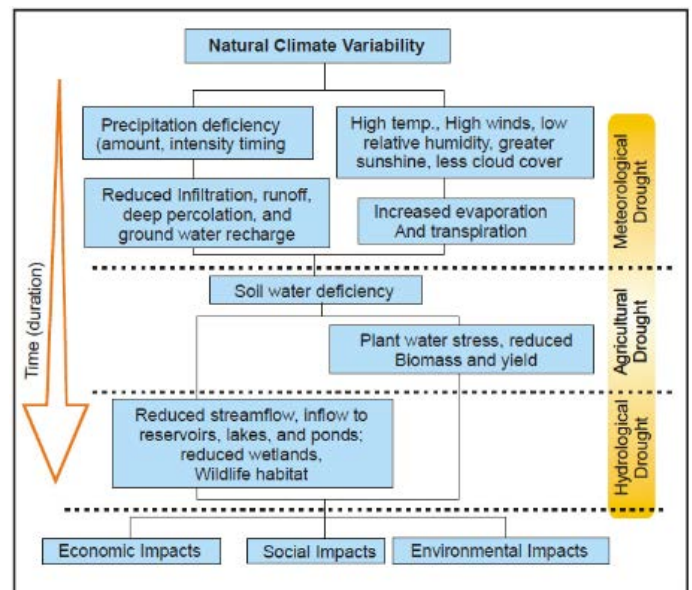 Natural Climate Variability
Precipitation deficiency
(amount, intensity timing
High temp., High winds, low
relative humidity, greater
sunshine, less cloud cover
Reduced Infiltration, runoff,
deep percolation, and
ground water recharge
Increased evaporation
And transpiration
Meteorological
Drought
Soil water deficiency
Plant water stress, reduced
Biomass and yield
Agricultural
Drought
Time (duration)
Reduced streamflow, inflow to
reservoirs, lakes, and ponds;
reduced wetlands,
Wildlife habitat
Hydrological
Drought
Economic Impacts
Social Impacts
Environmental Impacts